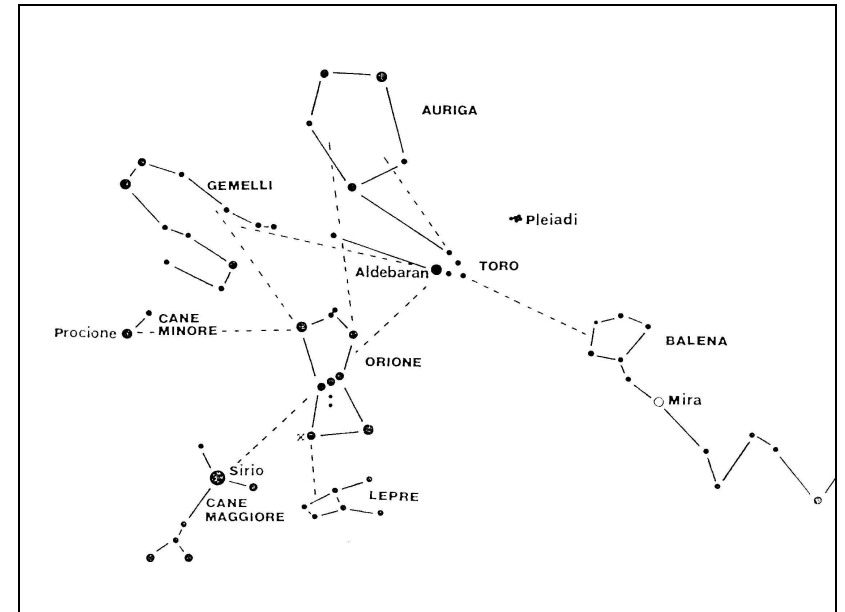 AURIGA
GEMELLI
Pleiadi
Aldebaran
TORO
CANE
MINORE
Procione
BALENA
ORIONE
Mira
Sirio
CANE
MAGGIORE
LEPRE